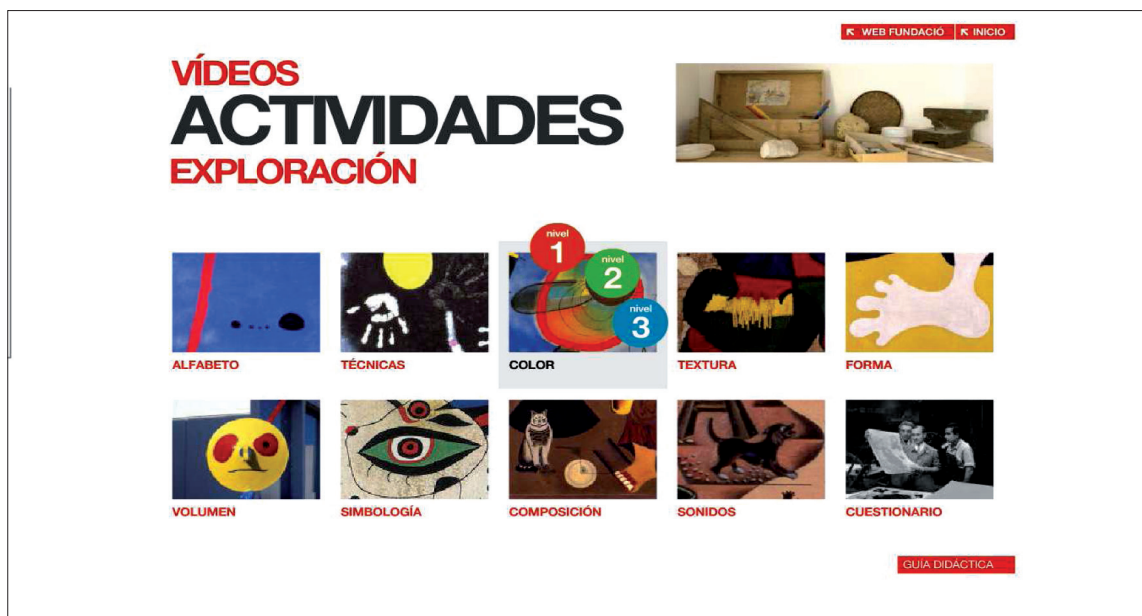 WEB FUNDACIÓ INICIO
VÍDEOS
ACTIVIDADES
EXPLORACIÓN
nivel
1
nivel
2
nivel
3
ALFABETO TÉCNICAS COLOR TEXTURA FORMA
VOLUMEN SIMBOLOGÍA COMPOSICIÓN SONIDOS CUESTIONARIO
GUÍA DIDÁCTICA